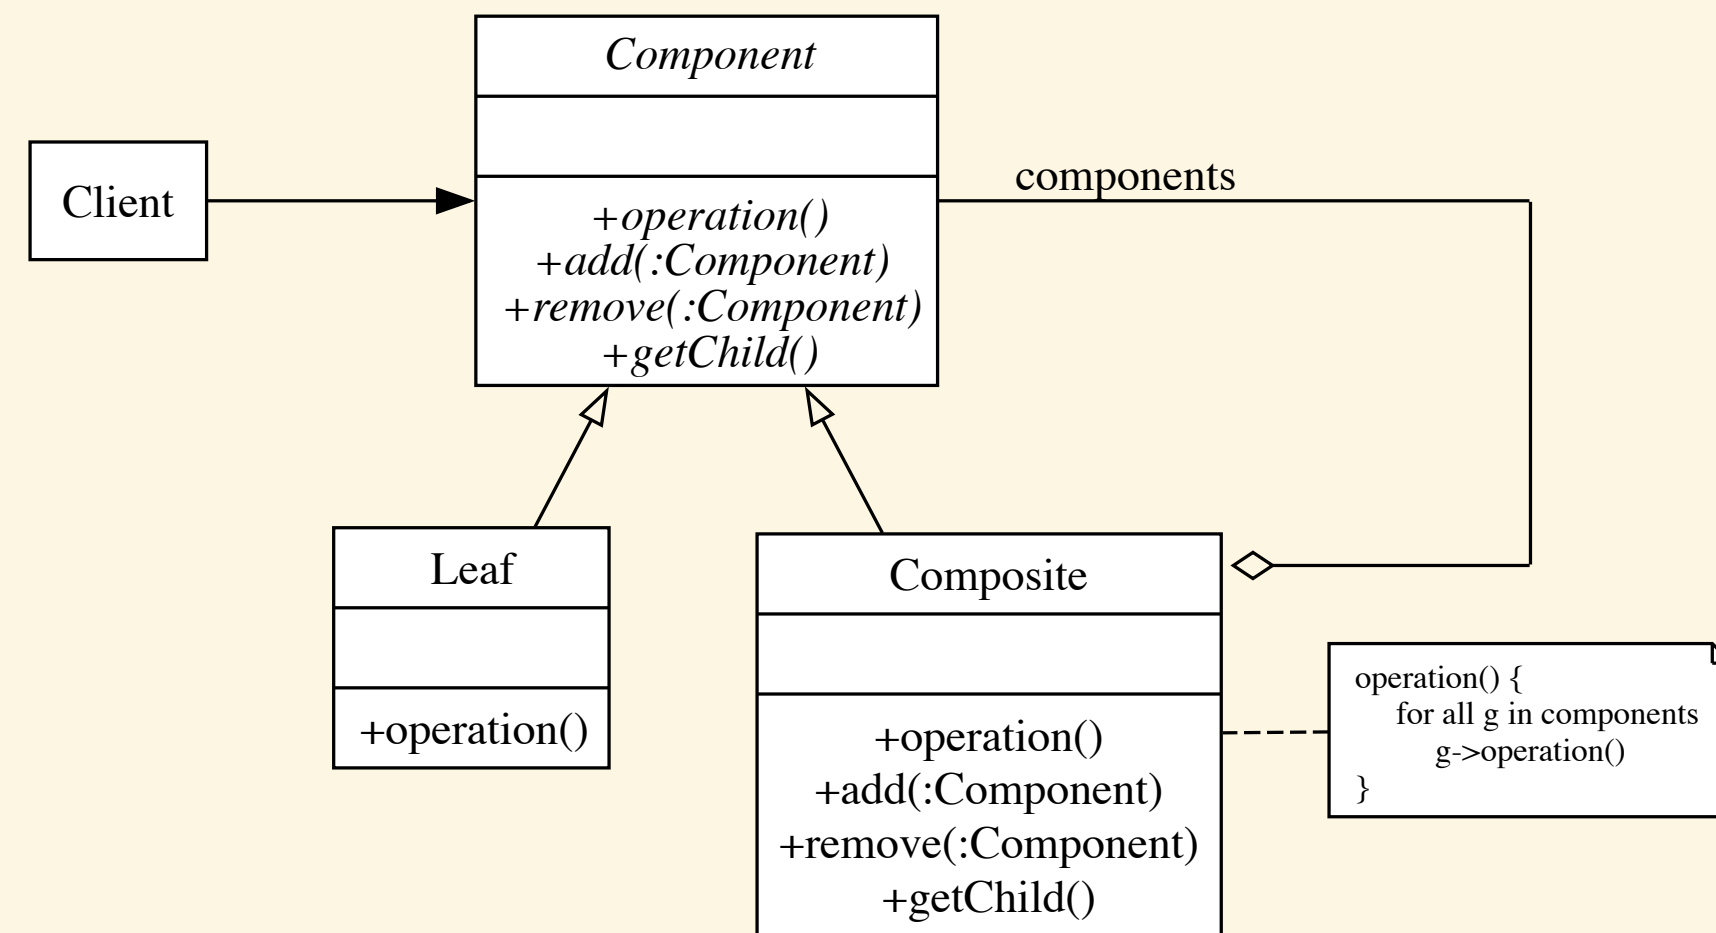 Component
Client
components
+operation()
+add(:Component)
+remove(:Component)
+getChild()
Leaf
+operation()
Composite
+operation()
+add(:Component)
+remove(:Component)
+getChild()
operation() {
for all g in components
g->operation()
}